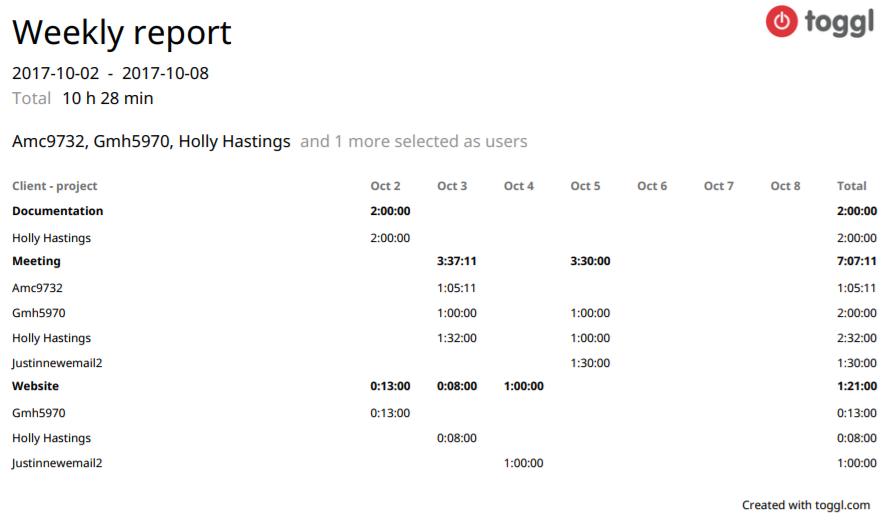 Weekly report
toggl
2017-10-02 - 2017-10-08
Total 10 h 28 min
Amc9732, Gmh5970, Holly Hastings and 1 more selected as users
Client - project Oct 2 Oct 3 Oct 4 Oct 5 Oct 6 Oct 7 Oct 8 Total
Documentation 2:00:00 2:00:00
Holly Hastings 2:00:00 2:00:00
Meeting 3:37:11 3:30:00 7:07:11
Amc9732 1:05:11 1:05:11
Gmh5970 1:00:00 1:00:00 2:00:00
Holly Hastings 1:32:00 1:00:00 2:32:00
Justinnewemail2 1:30:00 1:30:00
Website 0:13:00 0:08:00 1:00:00 1:21:00
Gmh5970 0:13:00 0:13:00
Holly Hastings 0:08:00 0:08:00
Justinnewemail2 1:00:00 1:00:00
Created with toggl.com